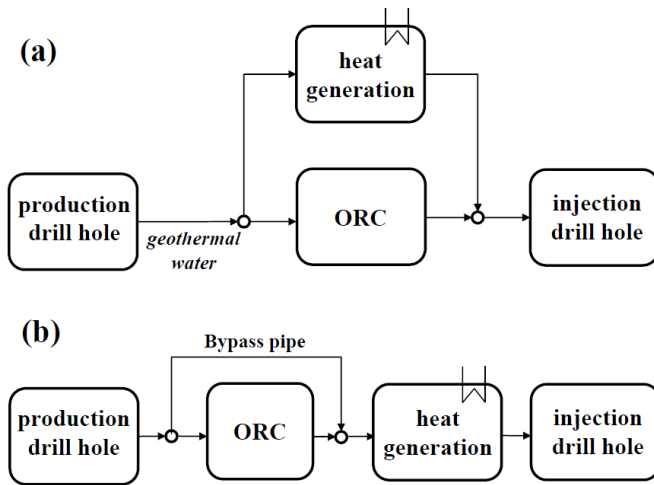 (a)
heat
generation
production
drill hole
geothermal
water
ORC
injection
drill hole
(b)
Bypass pipe
production
drill hole
ORC
heat
generation
injection
drill hole